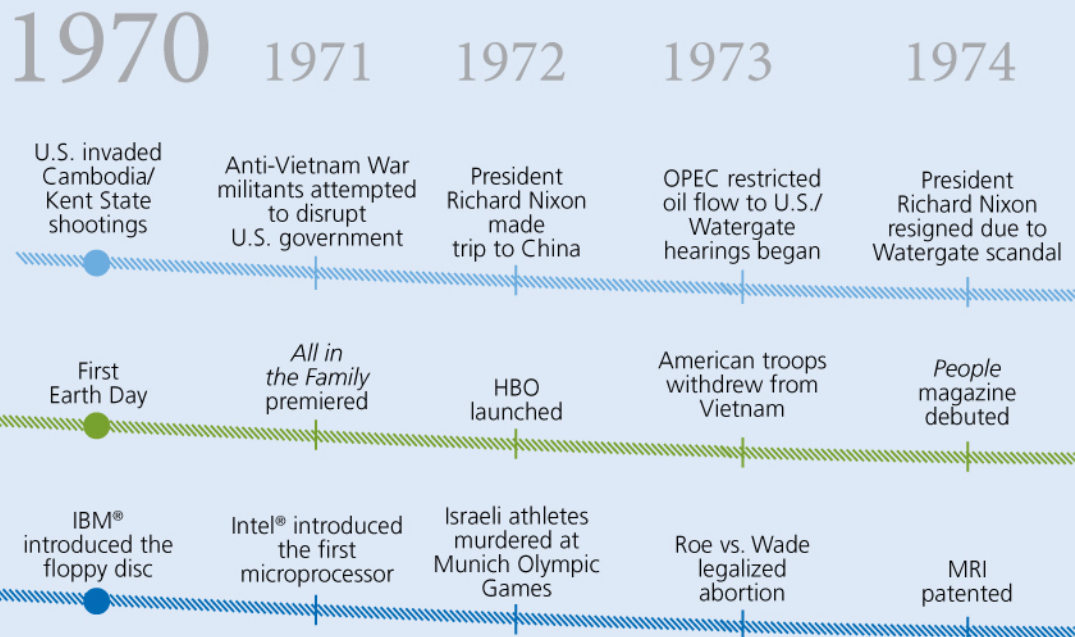 1970
1971
1972
1973
1974
U.S. invaded
Cambodia/
Kent State
shootings
Anti-Vietnam War
militants attempted
to disrupt
U.S. government
President
Richard Nixon
made
trip to China
OPEC restricted
oil flow to U.S./
Watergate
hearings began
President
Richard Nixon
resigned due to
Watergate scandal
First
Earth Day
All in
the Family
premiered
HBO
launched
American troops
withdrew from
Vietnam
People
magazine
debuted
IBM®
introduced the
floppy disc
Intel® introduced
the first
microprocessor
Israeli athletes
murdered at
Munich Olympic
Games
Roe vs. Wade
legalized
abortion
MRI
patented